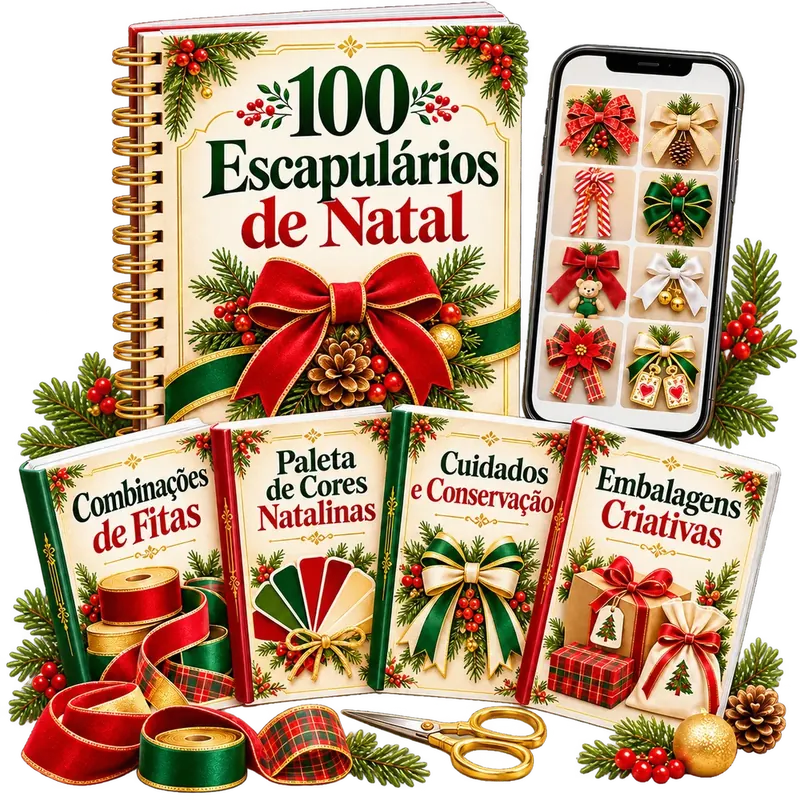 100
Escapulários
de Natal
Combinações
de Fitas
Paleta
de Cores
Natalinas
Cuidados
e Conservação
Embalagens
Criativas